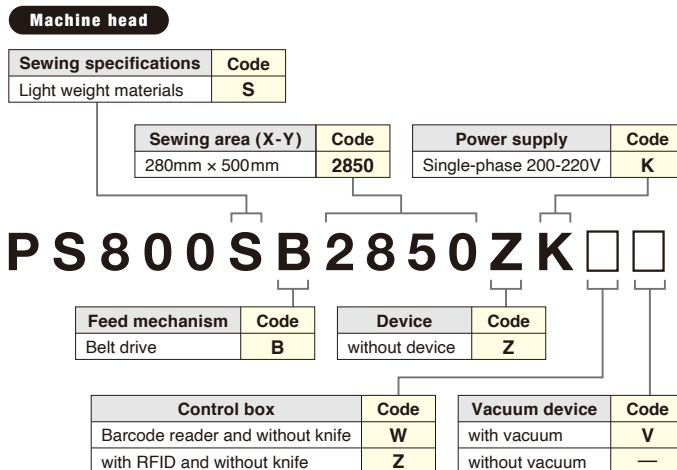 Machine head
Sewing specifications Code
Light weight materials S
Sewing area (X-Y) Code
280mm × 500mm 2850
Power supply Code
Single-phase 200-220V K
PS800SB2850ZK□□
Feed mechanism Code
Belt drive B
Device Code
without device Z
Control box Code
Barcode reader and without knife W
with RFID and without knife Z
Vacuum device Code
with vacuum V
without vacuum —